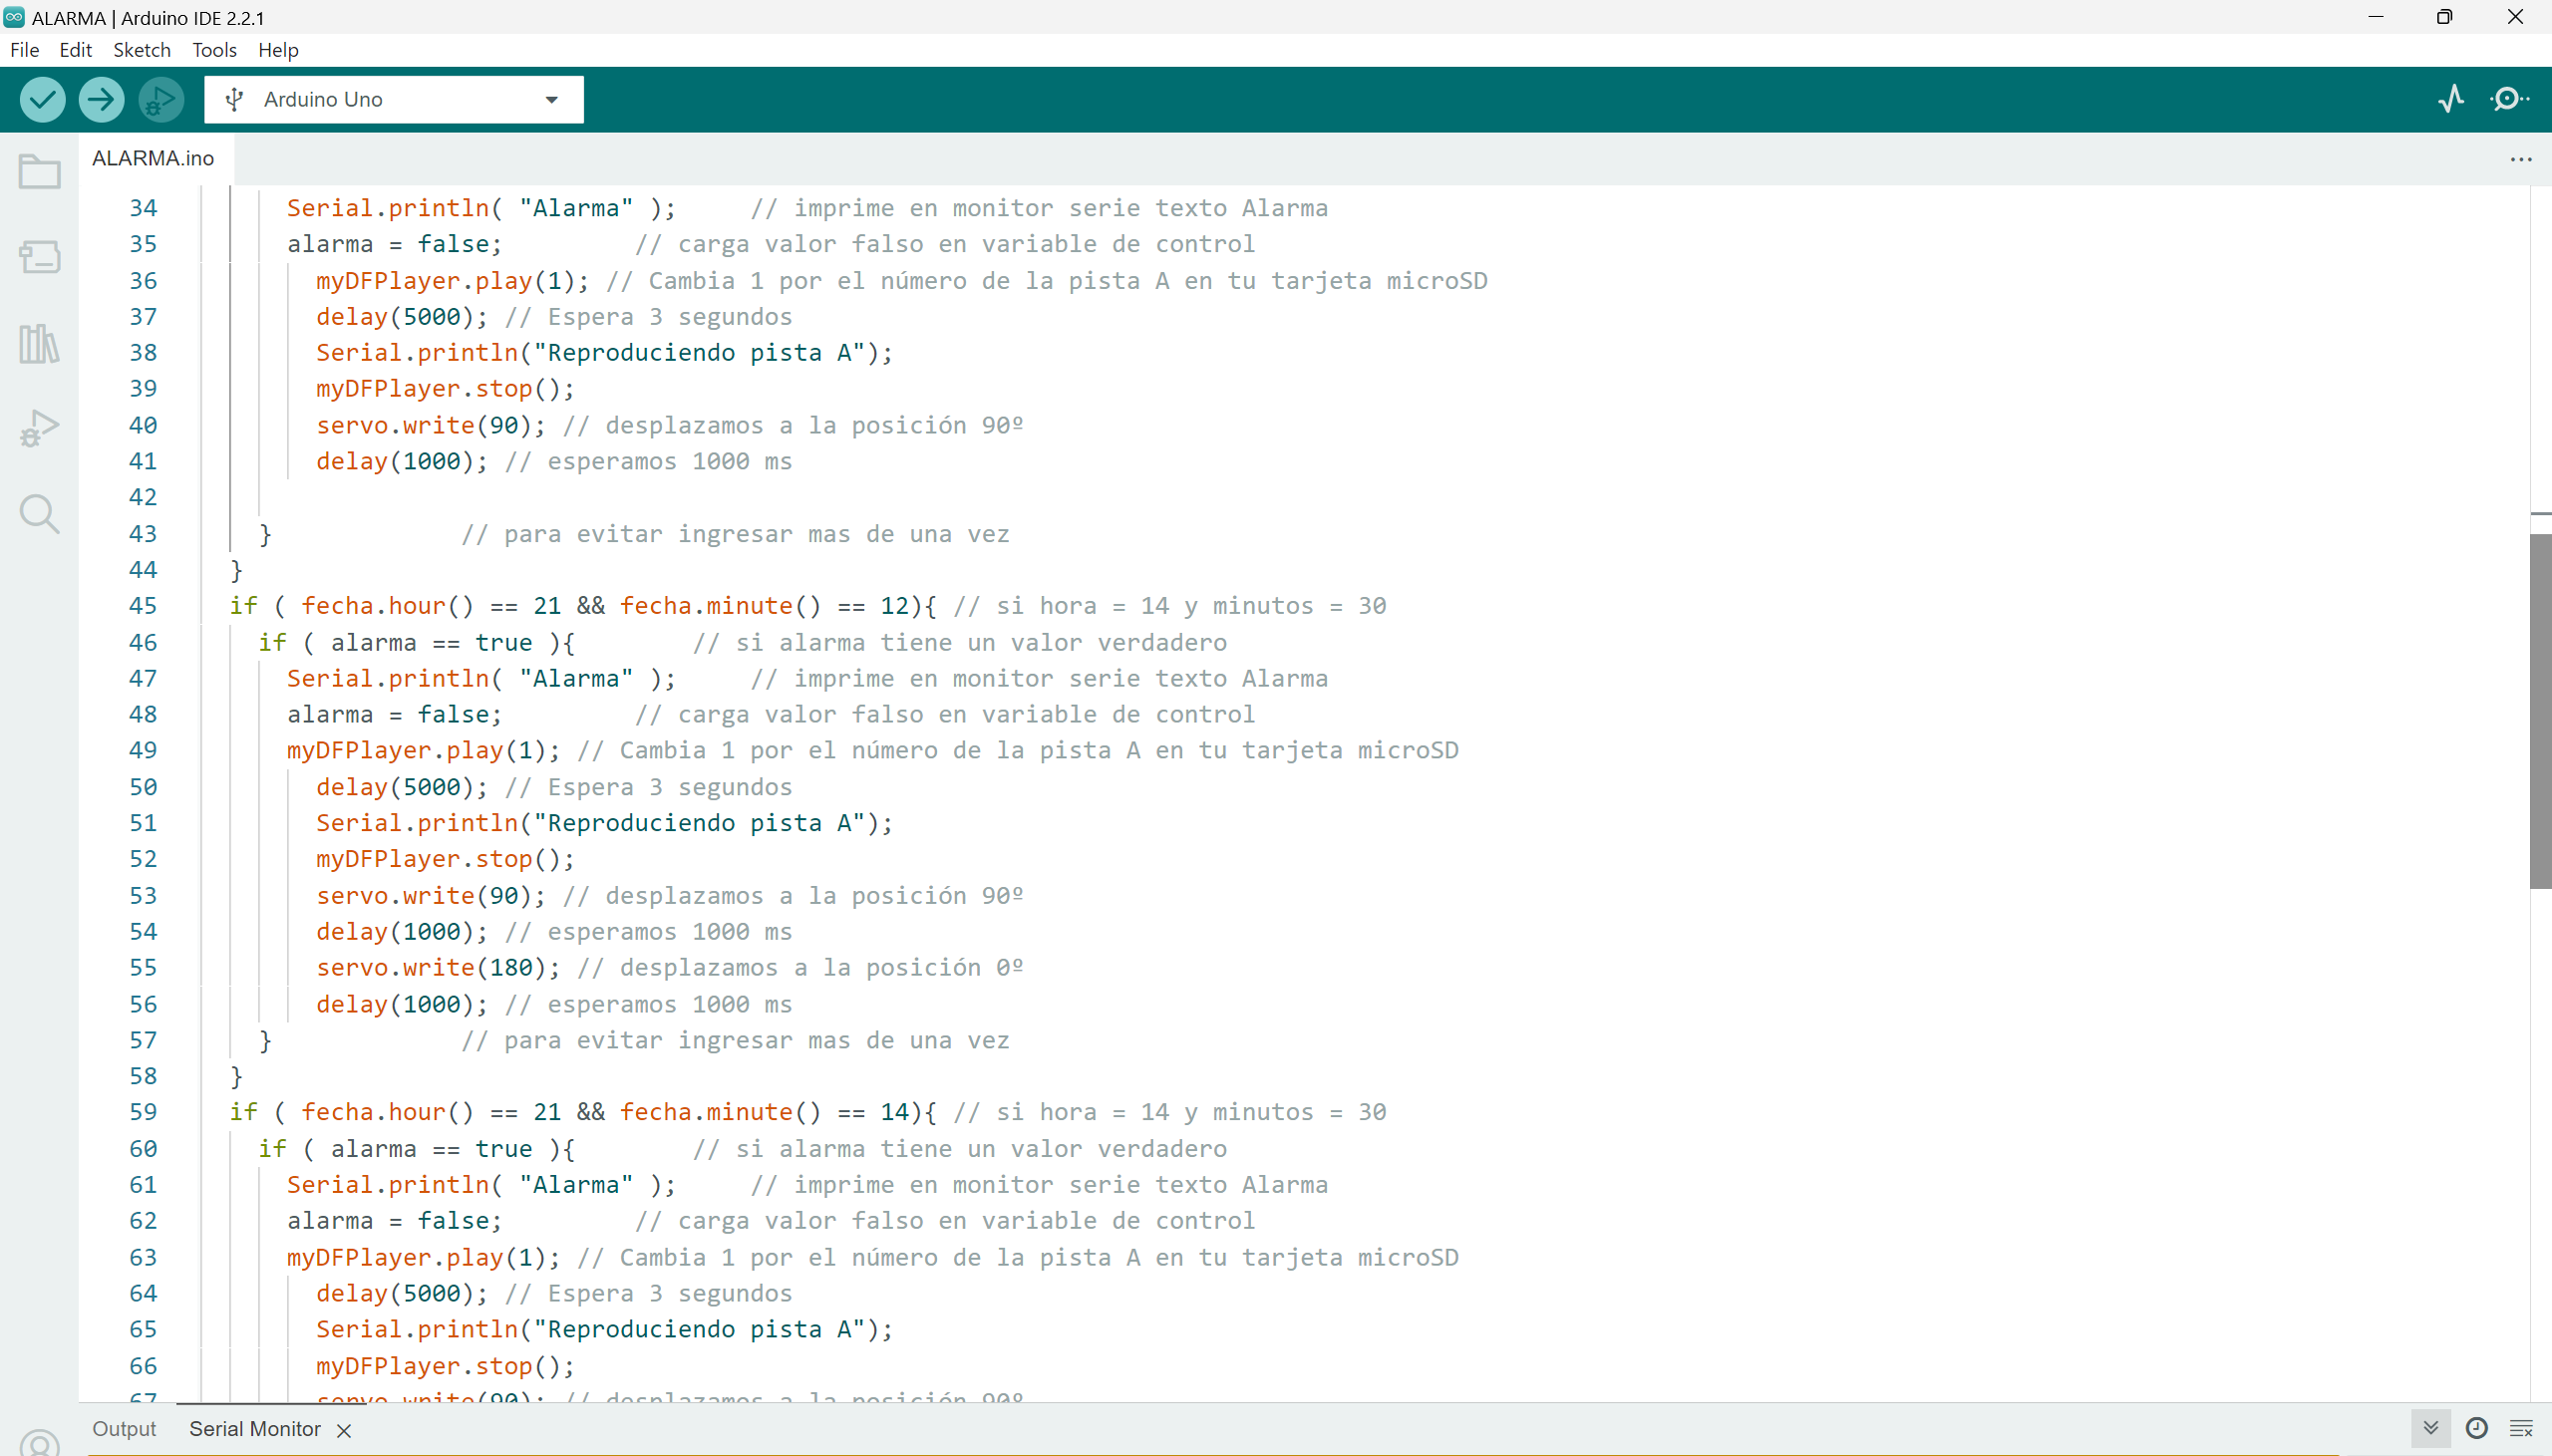 ALARMA | Arduino IDE 2.2.1
File Edit Sketch Tools Help
Arduino Uno
ALARMA.ino
34 Serial.println( "Alarma" ); // imprime en monitor serie texto Alarma
35 alarma = false; // carga valor falso en variable de control
36 myDFPlayer.play(1); // Cambia 1 por el número de la pista A en tu tarjeta microSD
37 delay(5000); // Espera 3 segundos
38 Serial.println("Reproduciendo pista A");
39 myDFPlayer.stop();
40 servo.write(90); // desplazamos a la posición 90º
41 delay(1000); // esperamos 1000 ms
42
43 } // para evitar ingresar mas de una vez
44 }
45 if ( fecha.hour() == 21 && fecha.minute() == 12){ // si hora = 14 y minutos = 30
46 if ( alarma == true ){ // si alarma tiene un valor verdadero
47 Serial.println( "Alarma" ); // imprime en monitor serie texto Alarma
48 alarma = false; // carga valor falso en variable de control
49 myDFPlayer.play(1); // Cambia 1 por el número de la pista A en tu tarjeta microSD
50 delay(5000); // Espera 3 segundos
51 Serial.println("Reproduciendo pista A");
52 myDFPlayer.stop();
53 servo.write(90); // desplazamos a la posición 90º
54 delay(1000); // esperamos 1000 ms
55 servo.write(180); // desplazamos a la posición 0º
56 delay(1000); // esperamos 1000 ms
57 } // para evitar ingresar mas de una vez
58 }
59 if ( fecha.hour() == 21 && fecha.minute() == 14){ // si hora = 14 y minutos = 30
60 if ( alarma == true ){ // si alarma tiene un valor verdadero
61 Serial.println( "Alarma" ); // imprime en monitor serie texto Alarma
62 alarma = false; // carga valor falso en variable de control
63 myDFPlayer.play(1); // Cambia 1 por el número de la pista A en tu tarjeta microSD
64 delay(5000); // Espera 3 segundos
65 Serial.println("Reproduciendo pista A");
66 myDFPlayer.stop();
67 servo.write(90); // desplazamos a la posición 90º
Output Serial Monitor